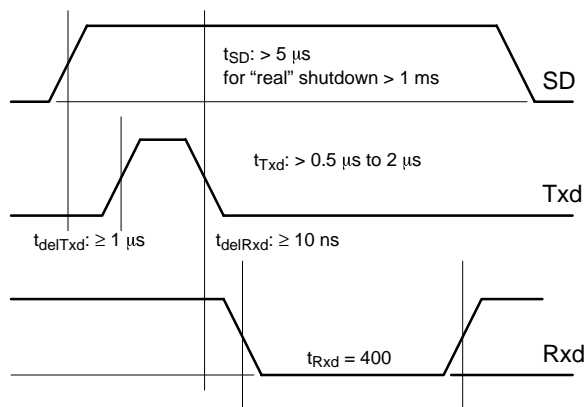 t_SD: > 5 μs
for “real” shutdown > 1 ms
SD
t_Txd: > 0.5 μs to 2 μs
Txd
t_delTxd: ≥ 1 μs
t_delRxd: ≥ 10 ns
t_Rxd = 400
Rxd